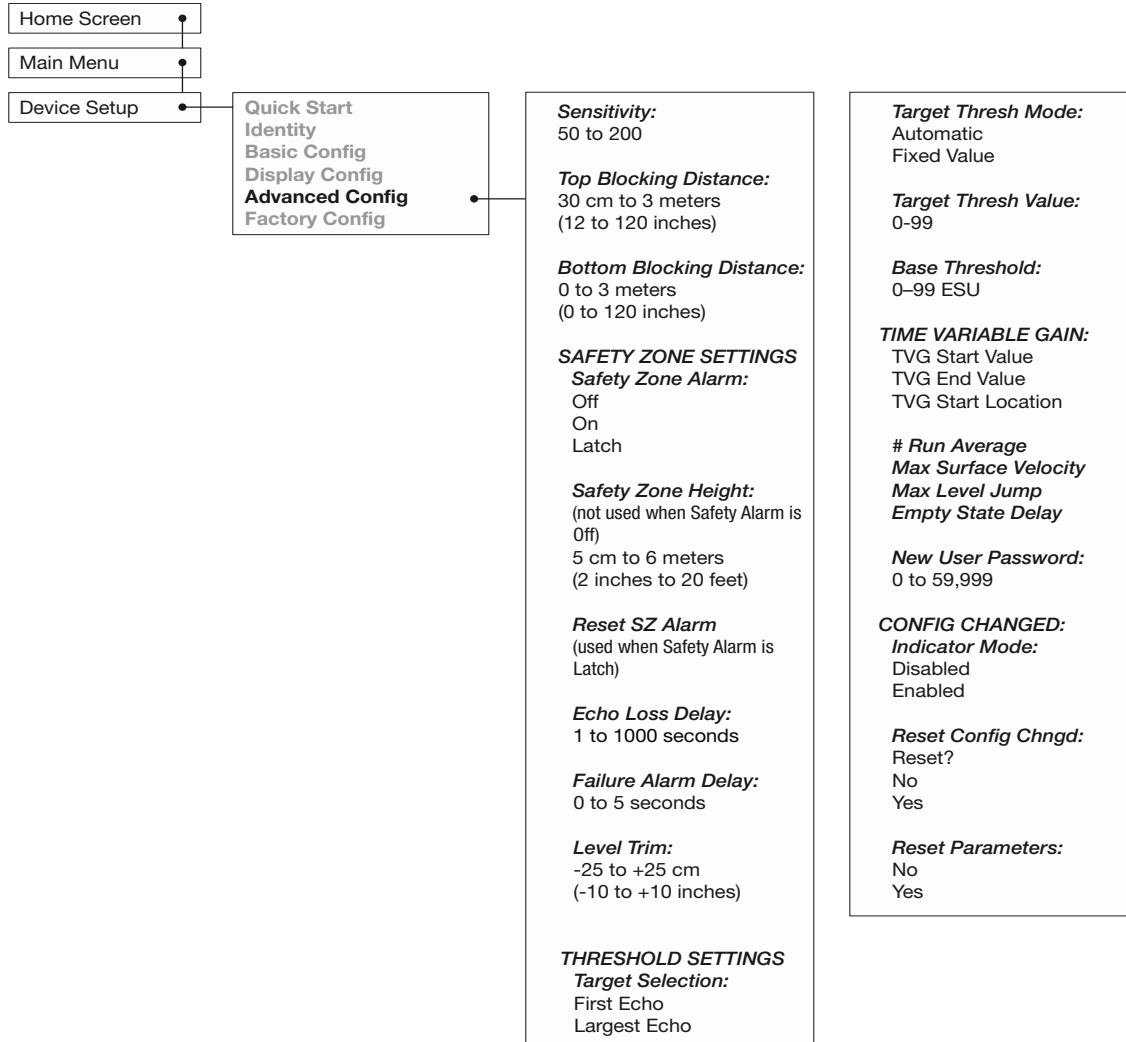 Home Screen
Main Menu
Device Setup
Quick Start
Identity
Basic Config
Display Config
Advanced Config
Factory Config
Sensitivity:
50 to 200
Top Blocking Distance:
30 cm to 3 meters
(12 to 120 inches)
Bottom Blocking Distance:
0 to 3 meters
(0 to 120 inches)
SAFETY ZONE SETTINGS
Safety Zone Alarm:
Off
On
Latch
Safety Zone Height:
(not used when Safety Alarm is
Off)
5 cm to 6 meters
(2 inches to 20 feet)
Reset SZ Alarm
(used when Safety Alarm is
Latch)
Echo Loss Delay:
1 to 1000 seconds
Failure Alarm Delay:
0 to 5 seconds
Level Trim:
-25 to +25 cm
(-10 to +10 inches)
THRESHOLD SETTINGS
Target Selection:
First Echo
Largest Echo
Target Thresh Mode:
Automatic
Fixed Value
Target Thresh Value:
0-99
Base Threshold:
0–99 ESU
TIME VARIABLE GAIN:
TVG Start Value
TVG End Value
TVG Start Location
# Run Average
Max Surface Velocity
Max Level Jump
Empty State Delay
New User Password:
0 to 59,999
CONFIG CHANGED:
Indicator Mode:
Disabled
Enabled
Reset Config Chngd:
Reset?
No
Yes
Reset Parameters:
No
Yes